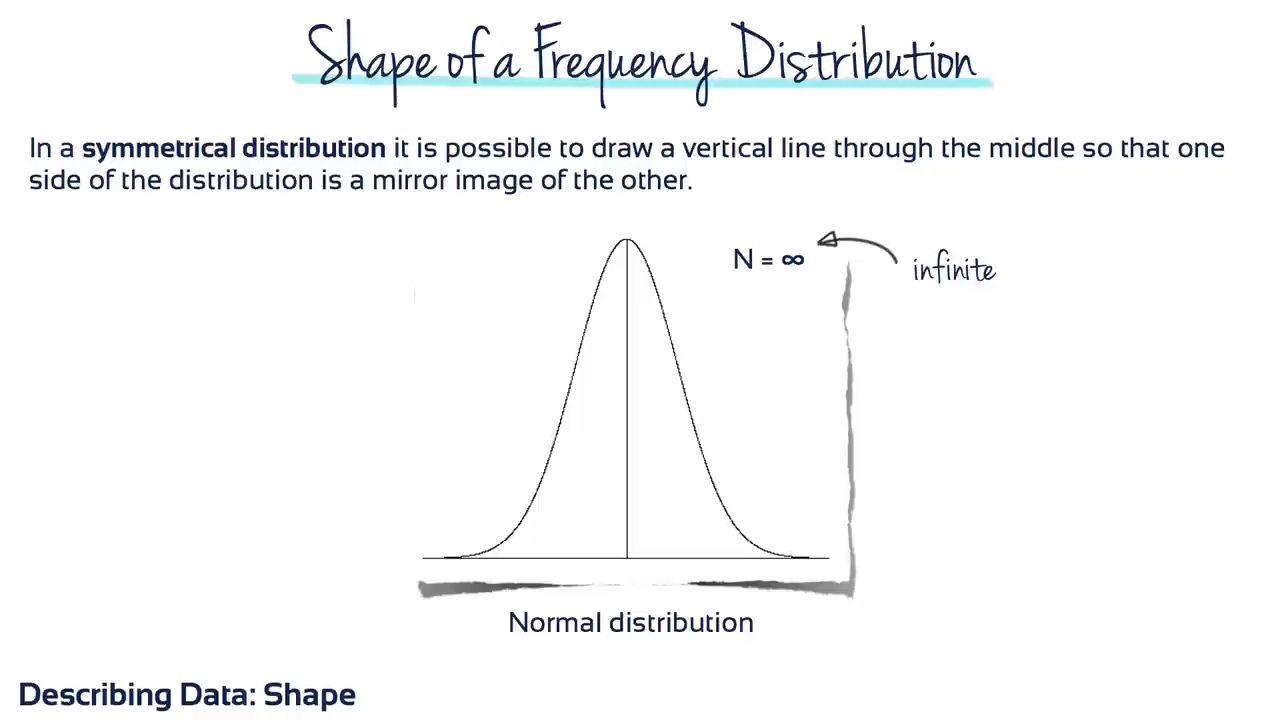 Shape of a Frequency Distribution
In a symmetrical distribution it is possible to draw a vertical line through the middle so that one
side of the distribution is a mirror image of the other.
N = ∞
infinite
Normal distribution
Describing Data: Shape